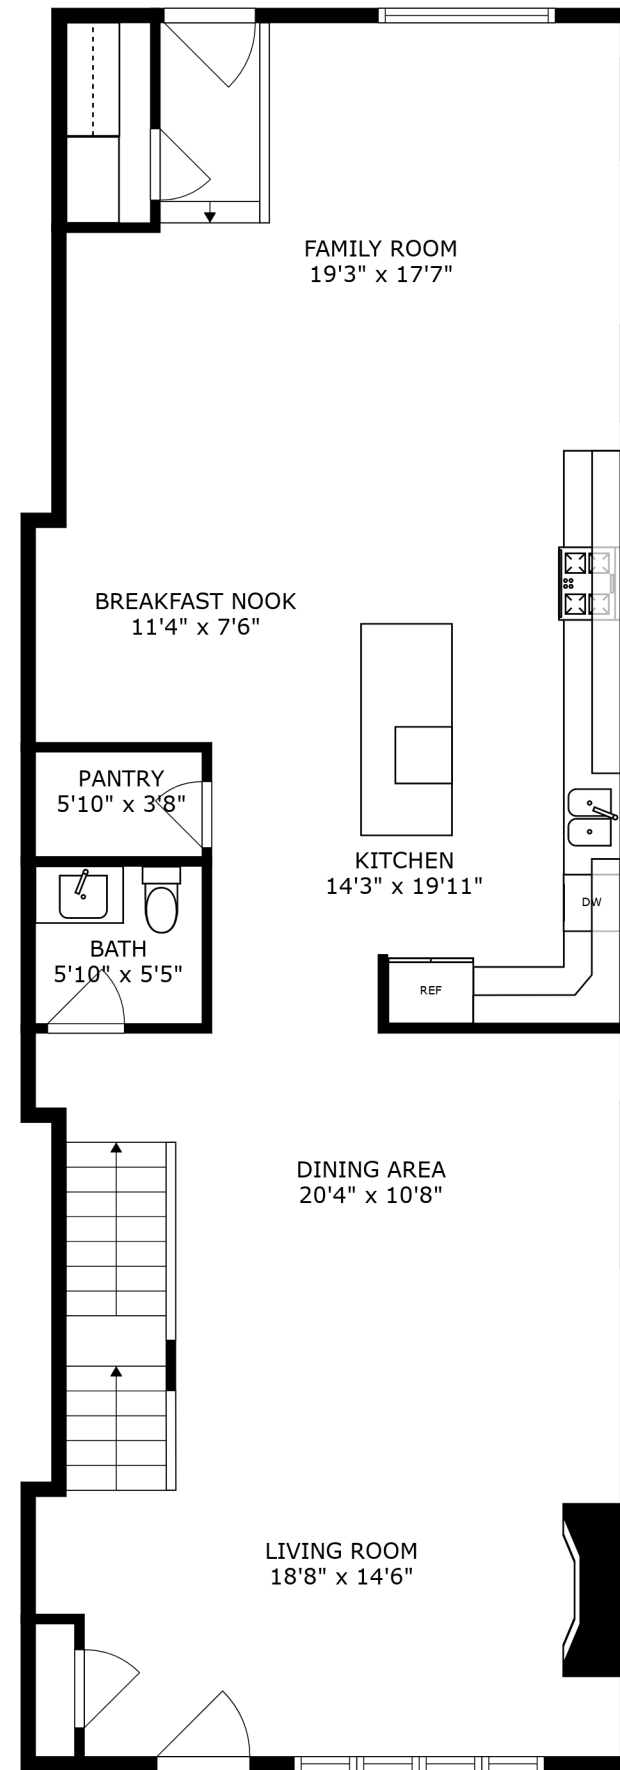 FAMILY ROOM
19'3" x 17'7"
BREAKFAST NOOK
11'4" x 7'6"
PANTRY
5'10" x 3'8"
KITCHEN
14'3" x 19'11"
DW
BATH
5'10" x 5'5"
REF
DINING AREA
20'4" x 10'8"
LIVING ROOM
18'8" x 14'6"